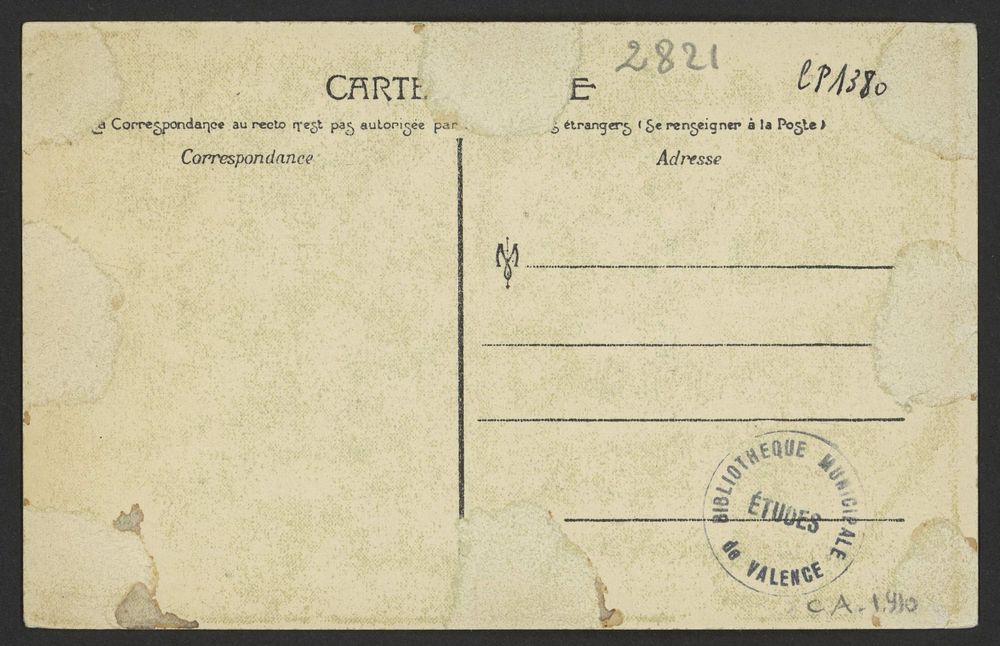 2821
CP1380
CARTE E
a Correspondance au recto n'est pas autorisée par s étrangers (Se renseigner à la Poste)
Correspondance
Adresse
M
BIBLIOTHEQUE MUNICIPALE
ÉTUDES
de VALENCE